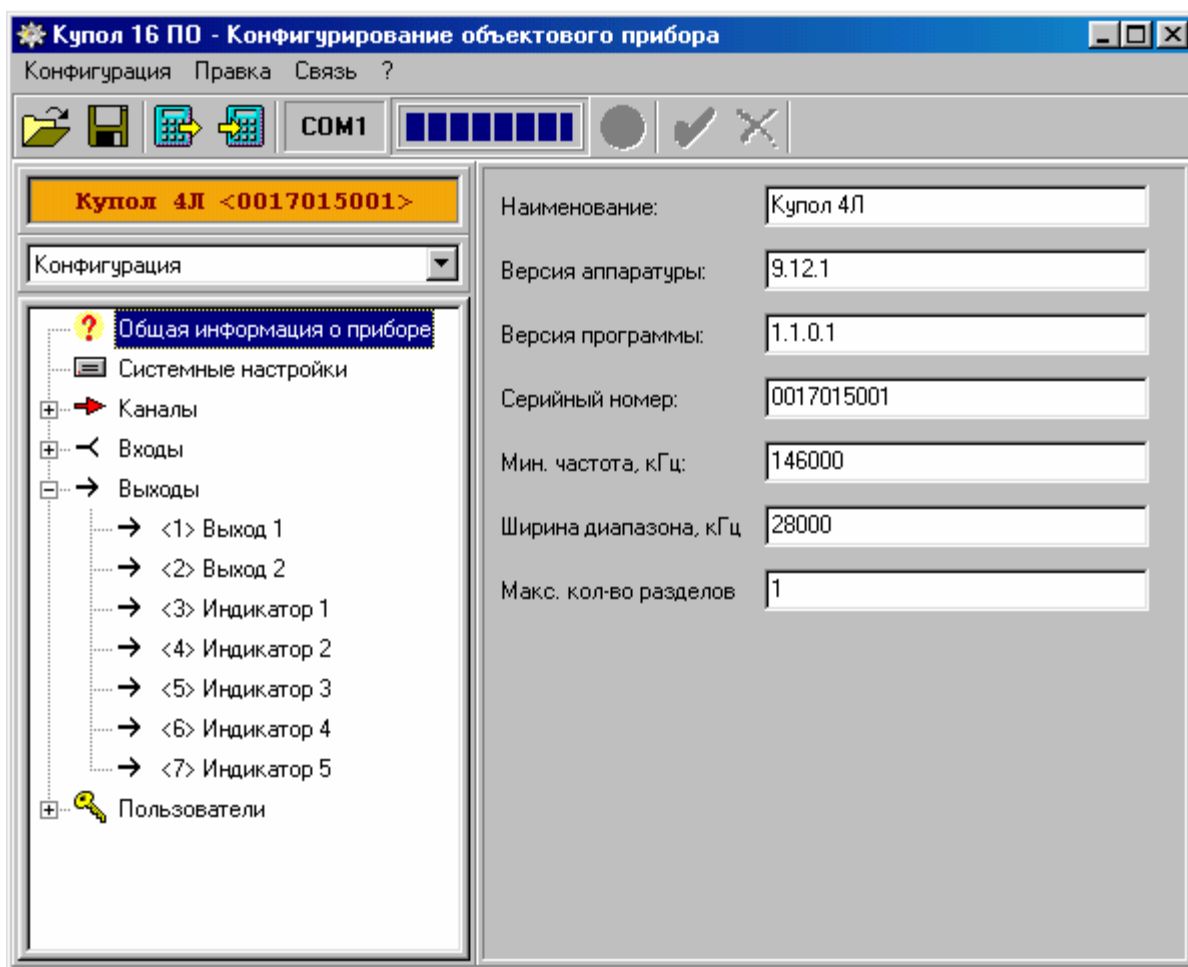 Купол 16 ПО - Конфигурирование объектового прибора
Конфигурация Правка Связь ?
COM1
Купол 4Л <0017015001>
Конфигурация
Общая информация о приборе
Системные настройки
Каналы
Входы
Выходы
<1> Выход 1
<2> Выход 2
<3> Индикатор 1
<4> Индикатор 2
<5> Индикатор 3
<6> Индикатор 4
<7> Индикатор 5
Пользователи
Наименование: Купол 4Л
Версия аппаратуры: 9.12.1
Версия программы: 1.1.0.1
Серийный номер: 0017015001
Мин. частота, кГц: 146000
Ширина диапазона, кГц 28000
Макс. кол-во разделов 1